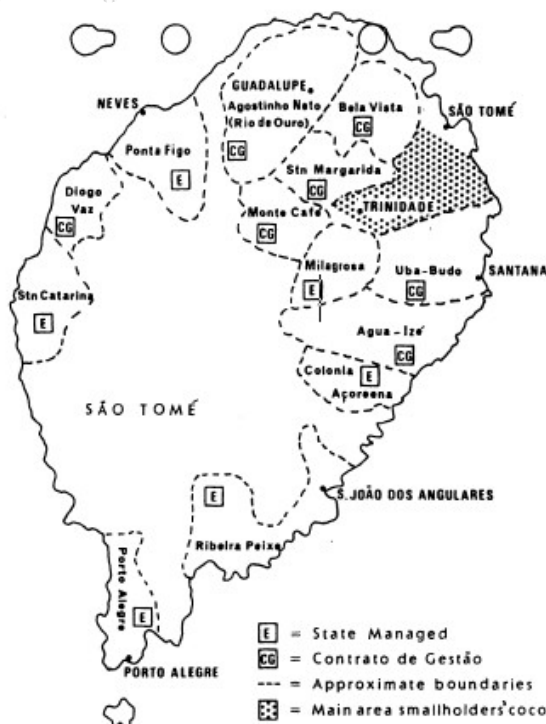 GUADALUPE
NEVES
Agostinho Neto
(Rio de Ouro)
CG
Bela Vista
CG
SÃO TOMÉ
Ponta Figo
E
Stn Margarida
CG
TRINIDADE
Diogo
Vaz
CG
Monte Café
CG
Milagrosa
E
Uba-Budo
CG
SANTANA
Stn Catarina
E
Agua-Izé
CG
Colonia
Açoreena
E
SÃO TOMÉ
E
S. JOÃO DOS ANGULARES
Ribeira Peixe
Porto Alegre
E
PORTO ALEGRE
E = State Managed
CG = Contrato de Gestão
---- = Approximate boundaries
= Main area smallholders' coco